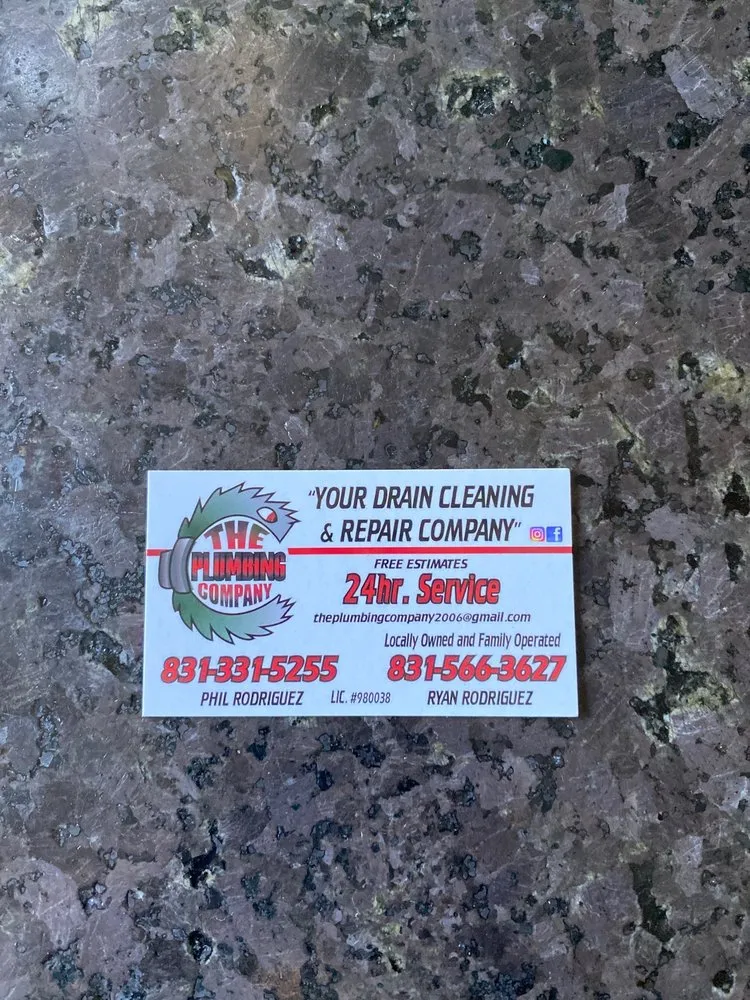 "YOUR DRAIN CLEANING
& REPAIR COMPANY"
THE
PLUMBING
COMPANY
FREE ESTIMATES
24hr. Service
theplumbingcompany2006@gmail.com
Locally Owned and Family Operated
831-331-5255
831-566-3627
PHIL RODRIGUEZ
LIC. #980038
RYAN RODRIGUEZ